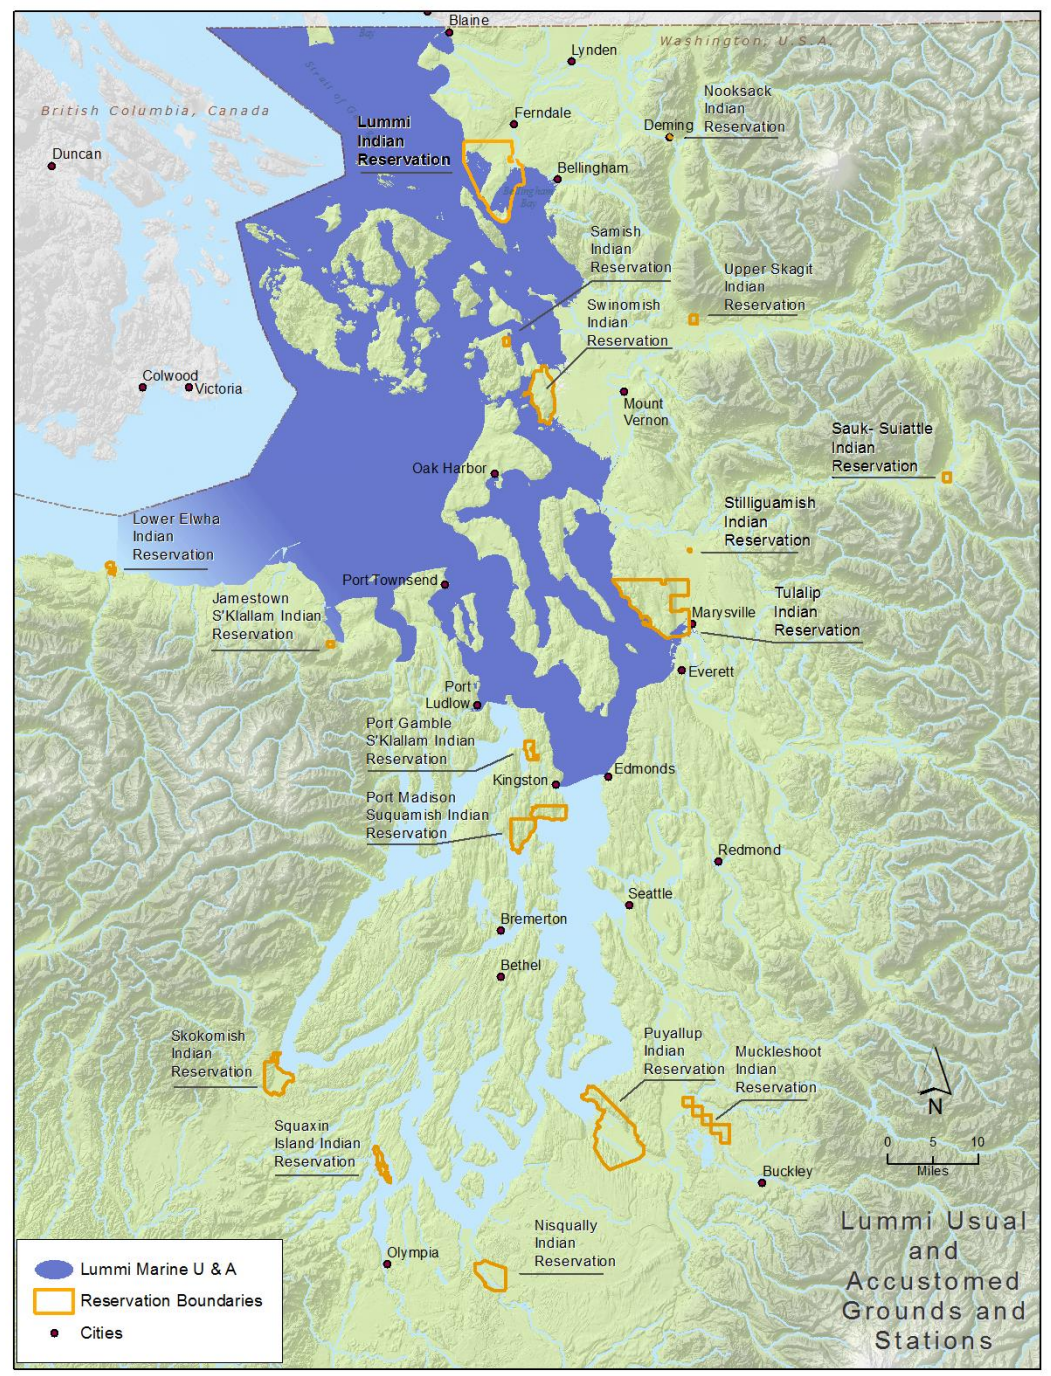 Blaine
Bay
Lynden
Washington, U.S.A.
Strait of G
British Columbia, Canada
Nooksack
Indian
Reservation
Ferndale
Deming
Lummi
Indian
Reservation
Duncan
Bellingham
Bellingham
Bay
Samish
Indian
Reservation
Upper Skagit
Indian
Reservation
Swinomish
Indian
Reservation
Colwood
Victoria
Mount
Vernon
Sauk- Suiattle
Indian
Reservation
Oak Harbor
Stilliguamish
Indian
Reservation
Lower Elwha
Indian
Reservation
Port Townsend
Jamestown
S'Klallam Indian
Reservation
Tulalip
Indian
Reservation
Marysville
Everett
Port
Ludlow
Port Gamble
S'Klallam Indian
Reservation
Edmonds
Kingston
Port Madison
Suquamish Indian
Reservation
Redmond
Seattle
Bremerton
Bethel
Skokomish
Indian
Reservation
Puyallup
Indian
Reservation
Muckleshoot
Indian
Reservation
N
Squaxin
Island Indian
Reservation
0 5 10
Miles
Buckley
Nisqually
Indian
Reservation
Olympia
Lummi Usual
and
Accustomed
Grounds and
Stations
Lummi Marine U & A
Reservation Boundaries
Cities